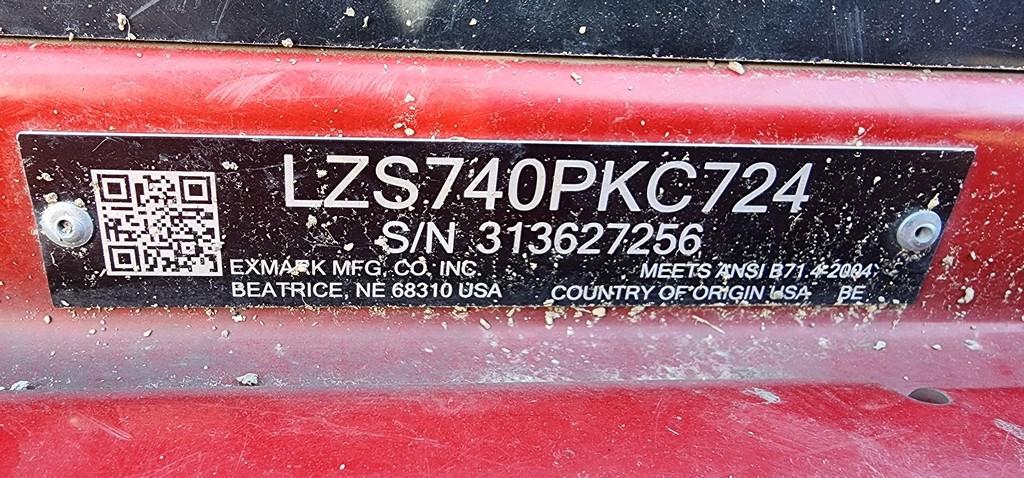 LZS740PKC724
S/N 313627256
EXMARK MFG. CO. INC.
BEATRICE, NE 68310 USA
MEETS ANSI B71.4-2004
COUNTRY OF ORIGIN USA BE